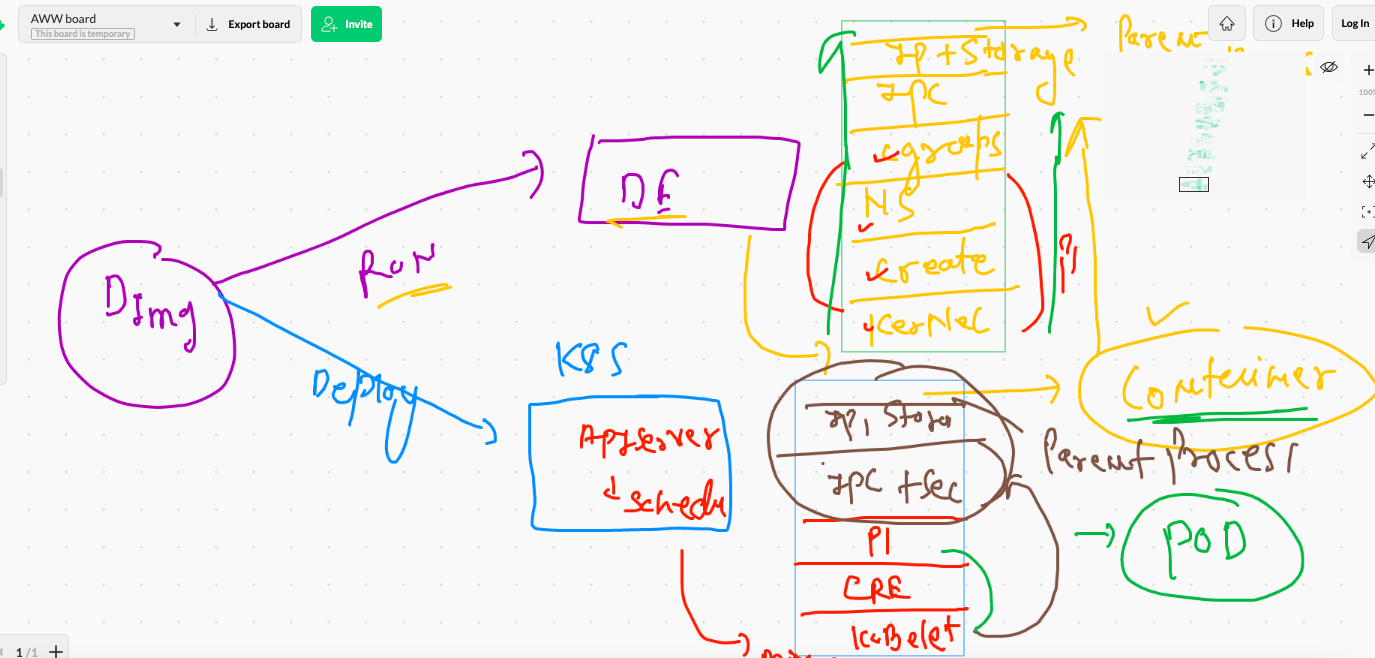 AWW board
This board is temporary
Export board
Invite
Help
Log In
100%
Parent
IP + Storage
IPC
cgroups
NS
create
kerNel
DE
RuN
DImg
Deploy
K8S
Container
Apiserver
schedu
IP, Stora
IPC +Sec
Parent Process
POD
PI
CRE
KuBelet
1 /1